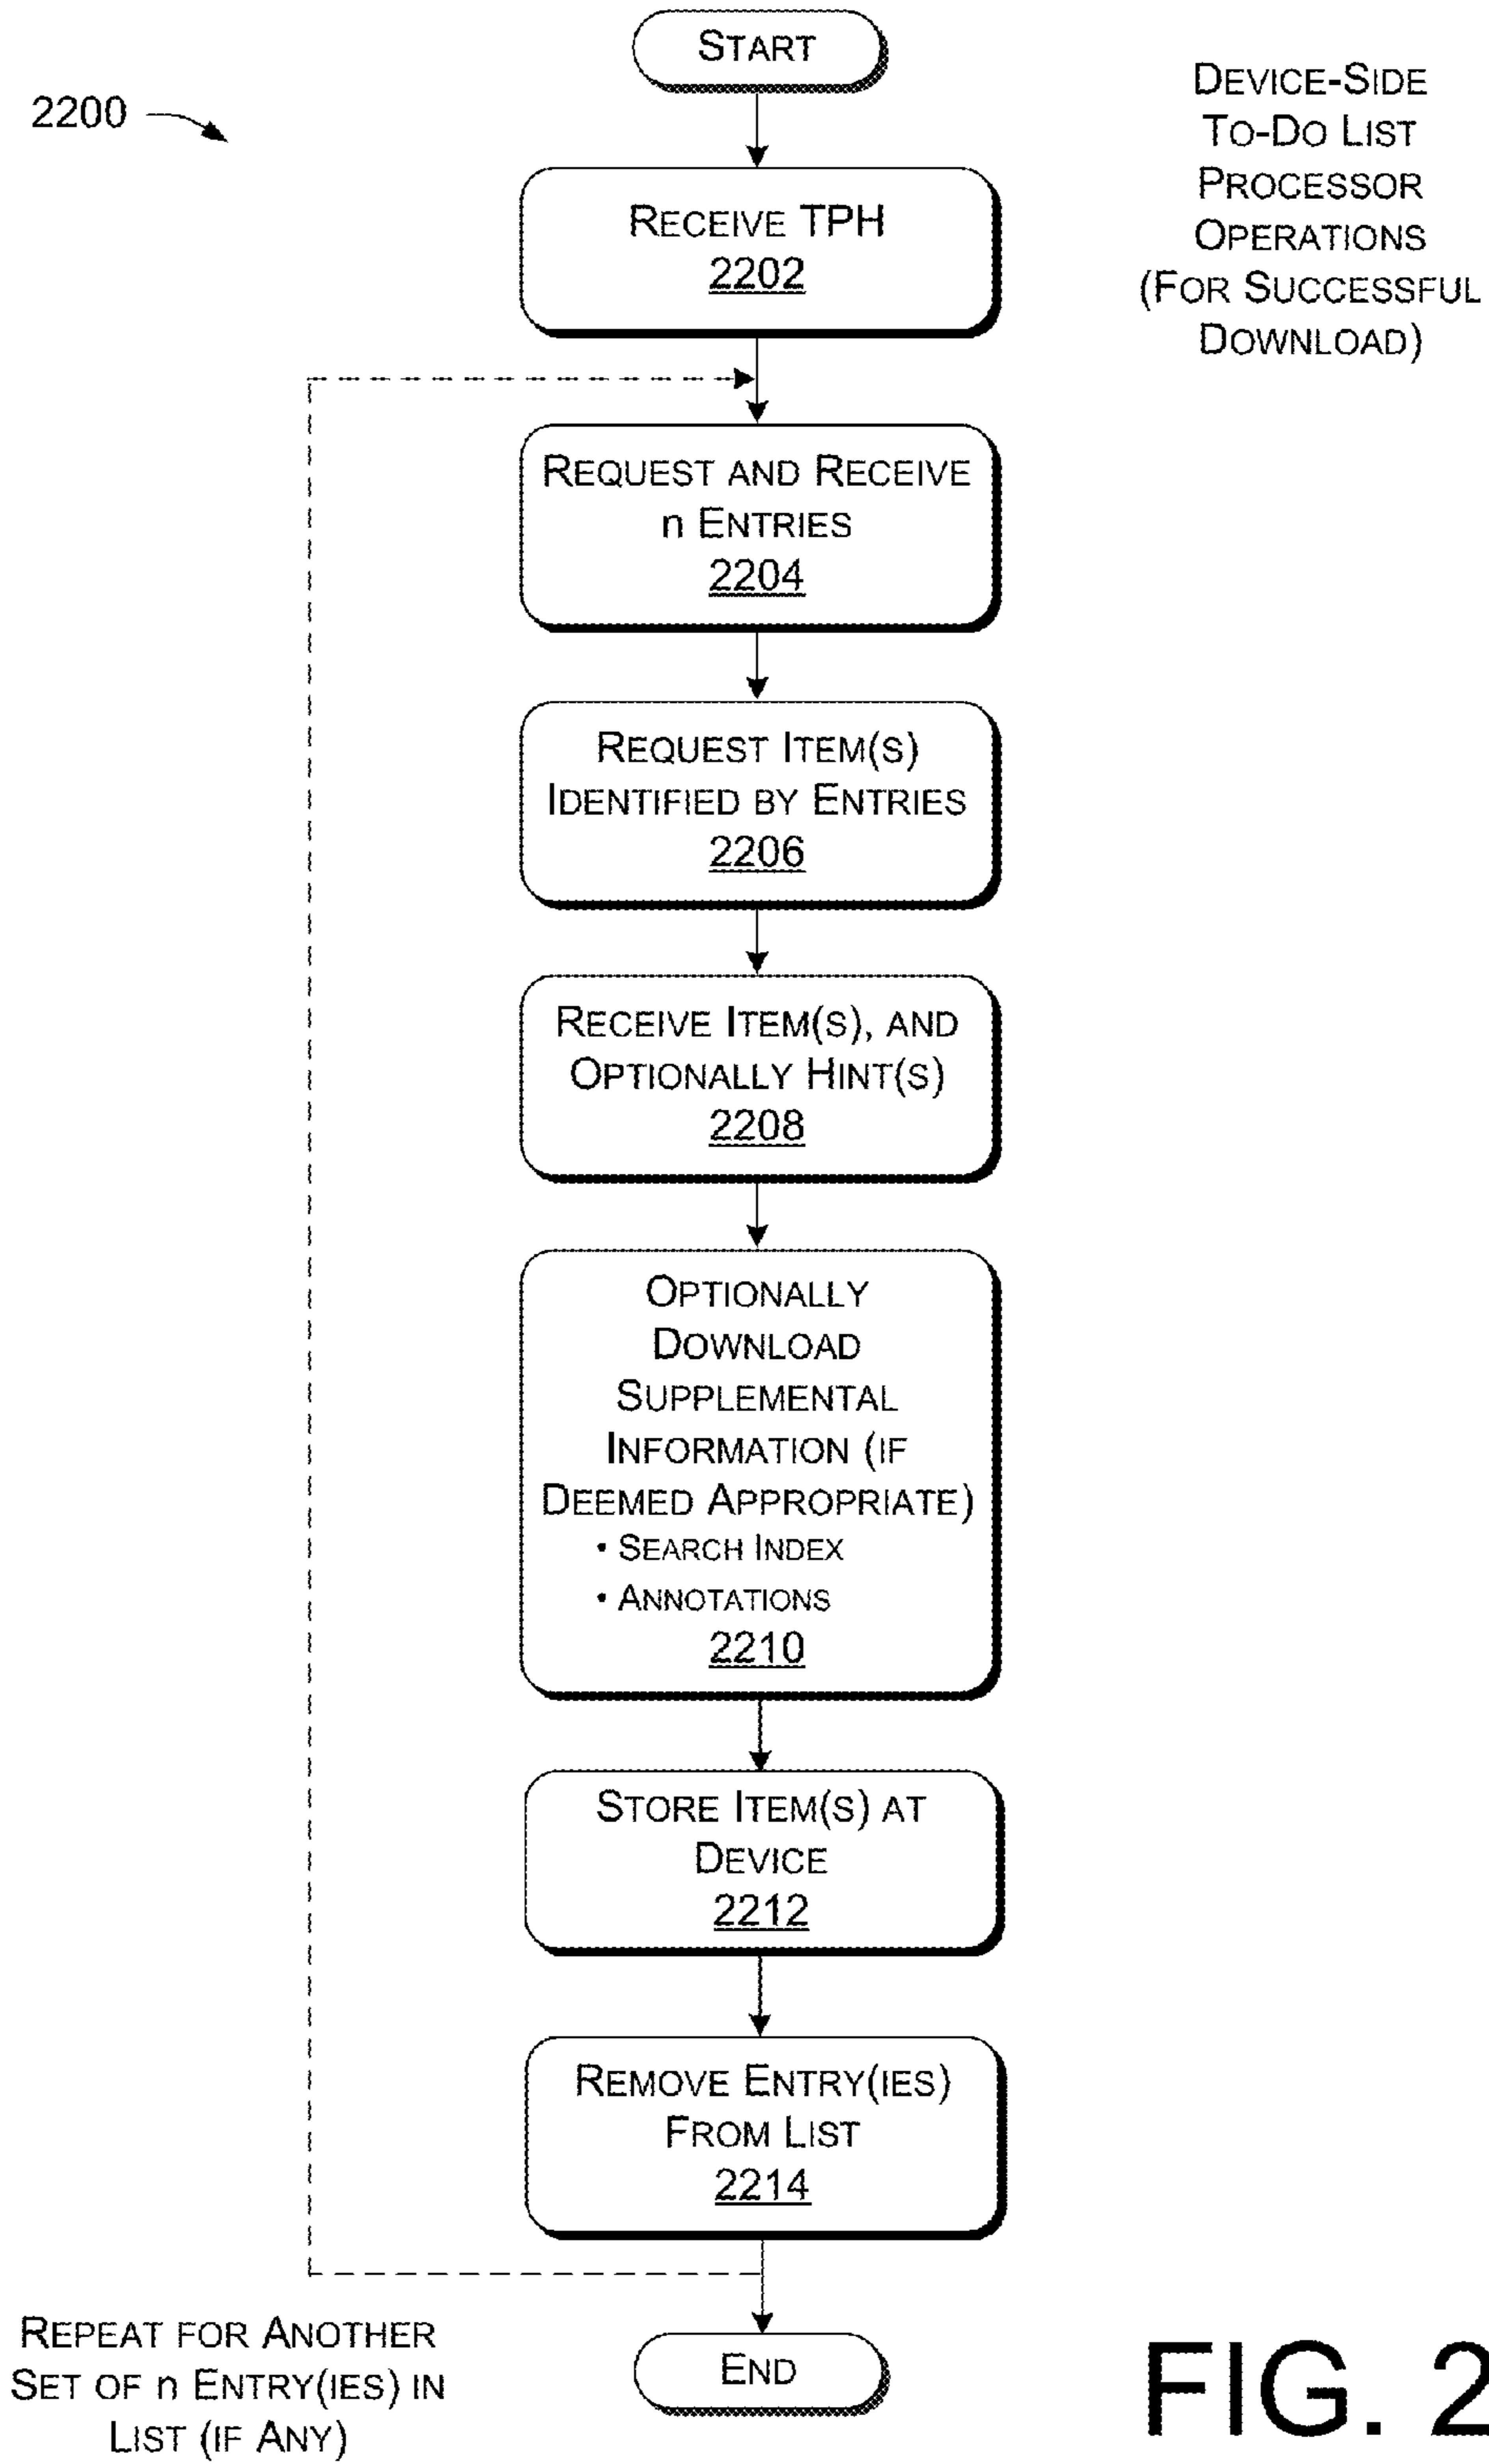 START
2200
DEVICE-SIDE
TO-DO LIST
PROCESSOR
OPERATIONS
(FOR SUCCESSFUL
DOWNLOAD)
RECEIVE TPH
2202
REQUEST AND RECEIVE
n ENTRIES
2204
REQUEST ITEM(S)
IDENTIFIED BY ENTRIES
2206
RECEIVE ITEM(S), AND
OPTIONALLY HINT(S)
2208
OPTIONALLY
DOWNLOAD
SUPPLEMENTAL
INFORMATION (IF
DEEMED APPROPRIATE)
• SEARCH INDEX
• ANNOTATIONS
2210
STORE ITEM(S) AT
DEVICE
2212
REMOVE ENTRY(IES)
FROM LIST
2214
REPEAT FOR ANOTHER
SET OF n ENTRY(IES) IN
LIST (IF ANY)
END
FIG. 2